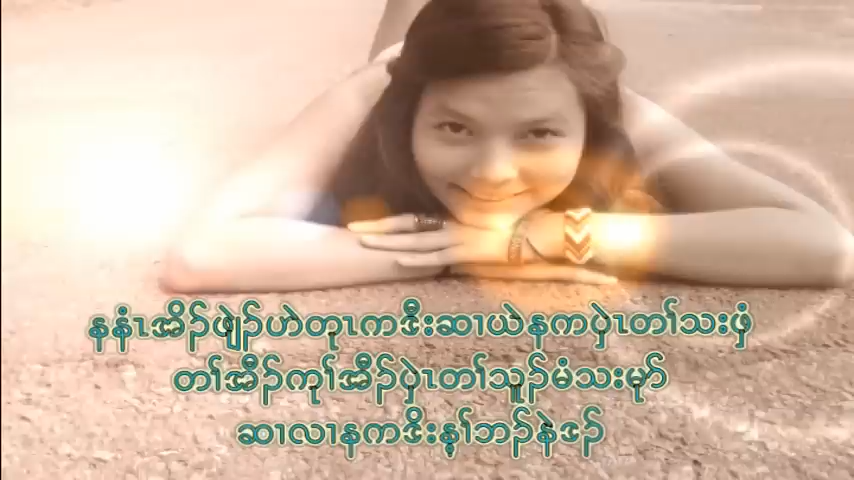 နနံၤအိၣ်ဖျဲၣ်ဟဲတုၤကဒီးဆၢယဲနကပှဲၤတၢ်သးဖှံ
တၢ်အီၣ်ကုၢ်အီၣ်ပှဲၤတၢ်သူၣ်မံသးမုာ်
ဆၢလၢနကဒိးန့ၢ်ဘၣ်နဲဒၣ်